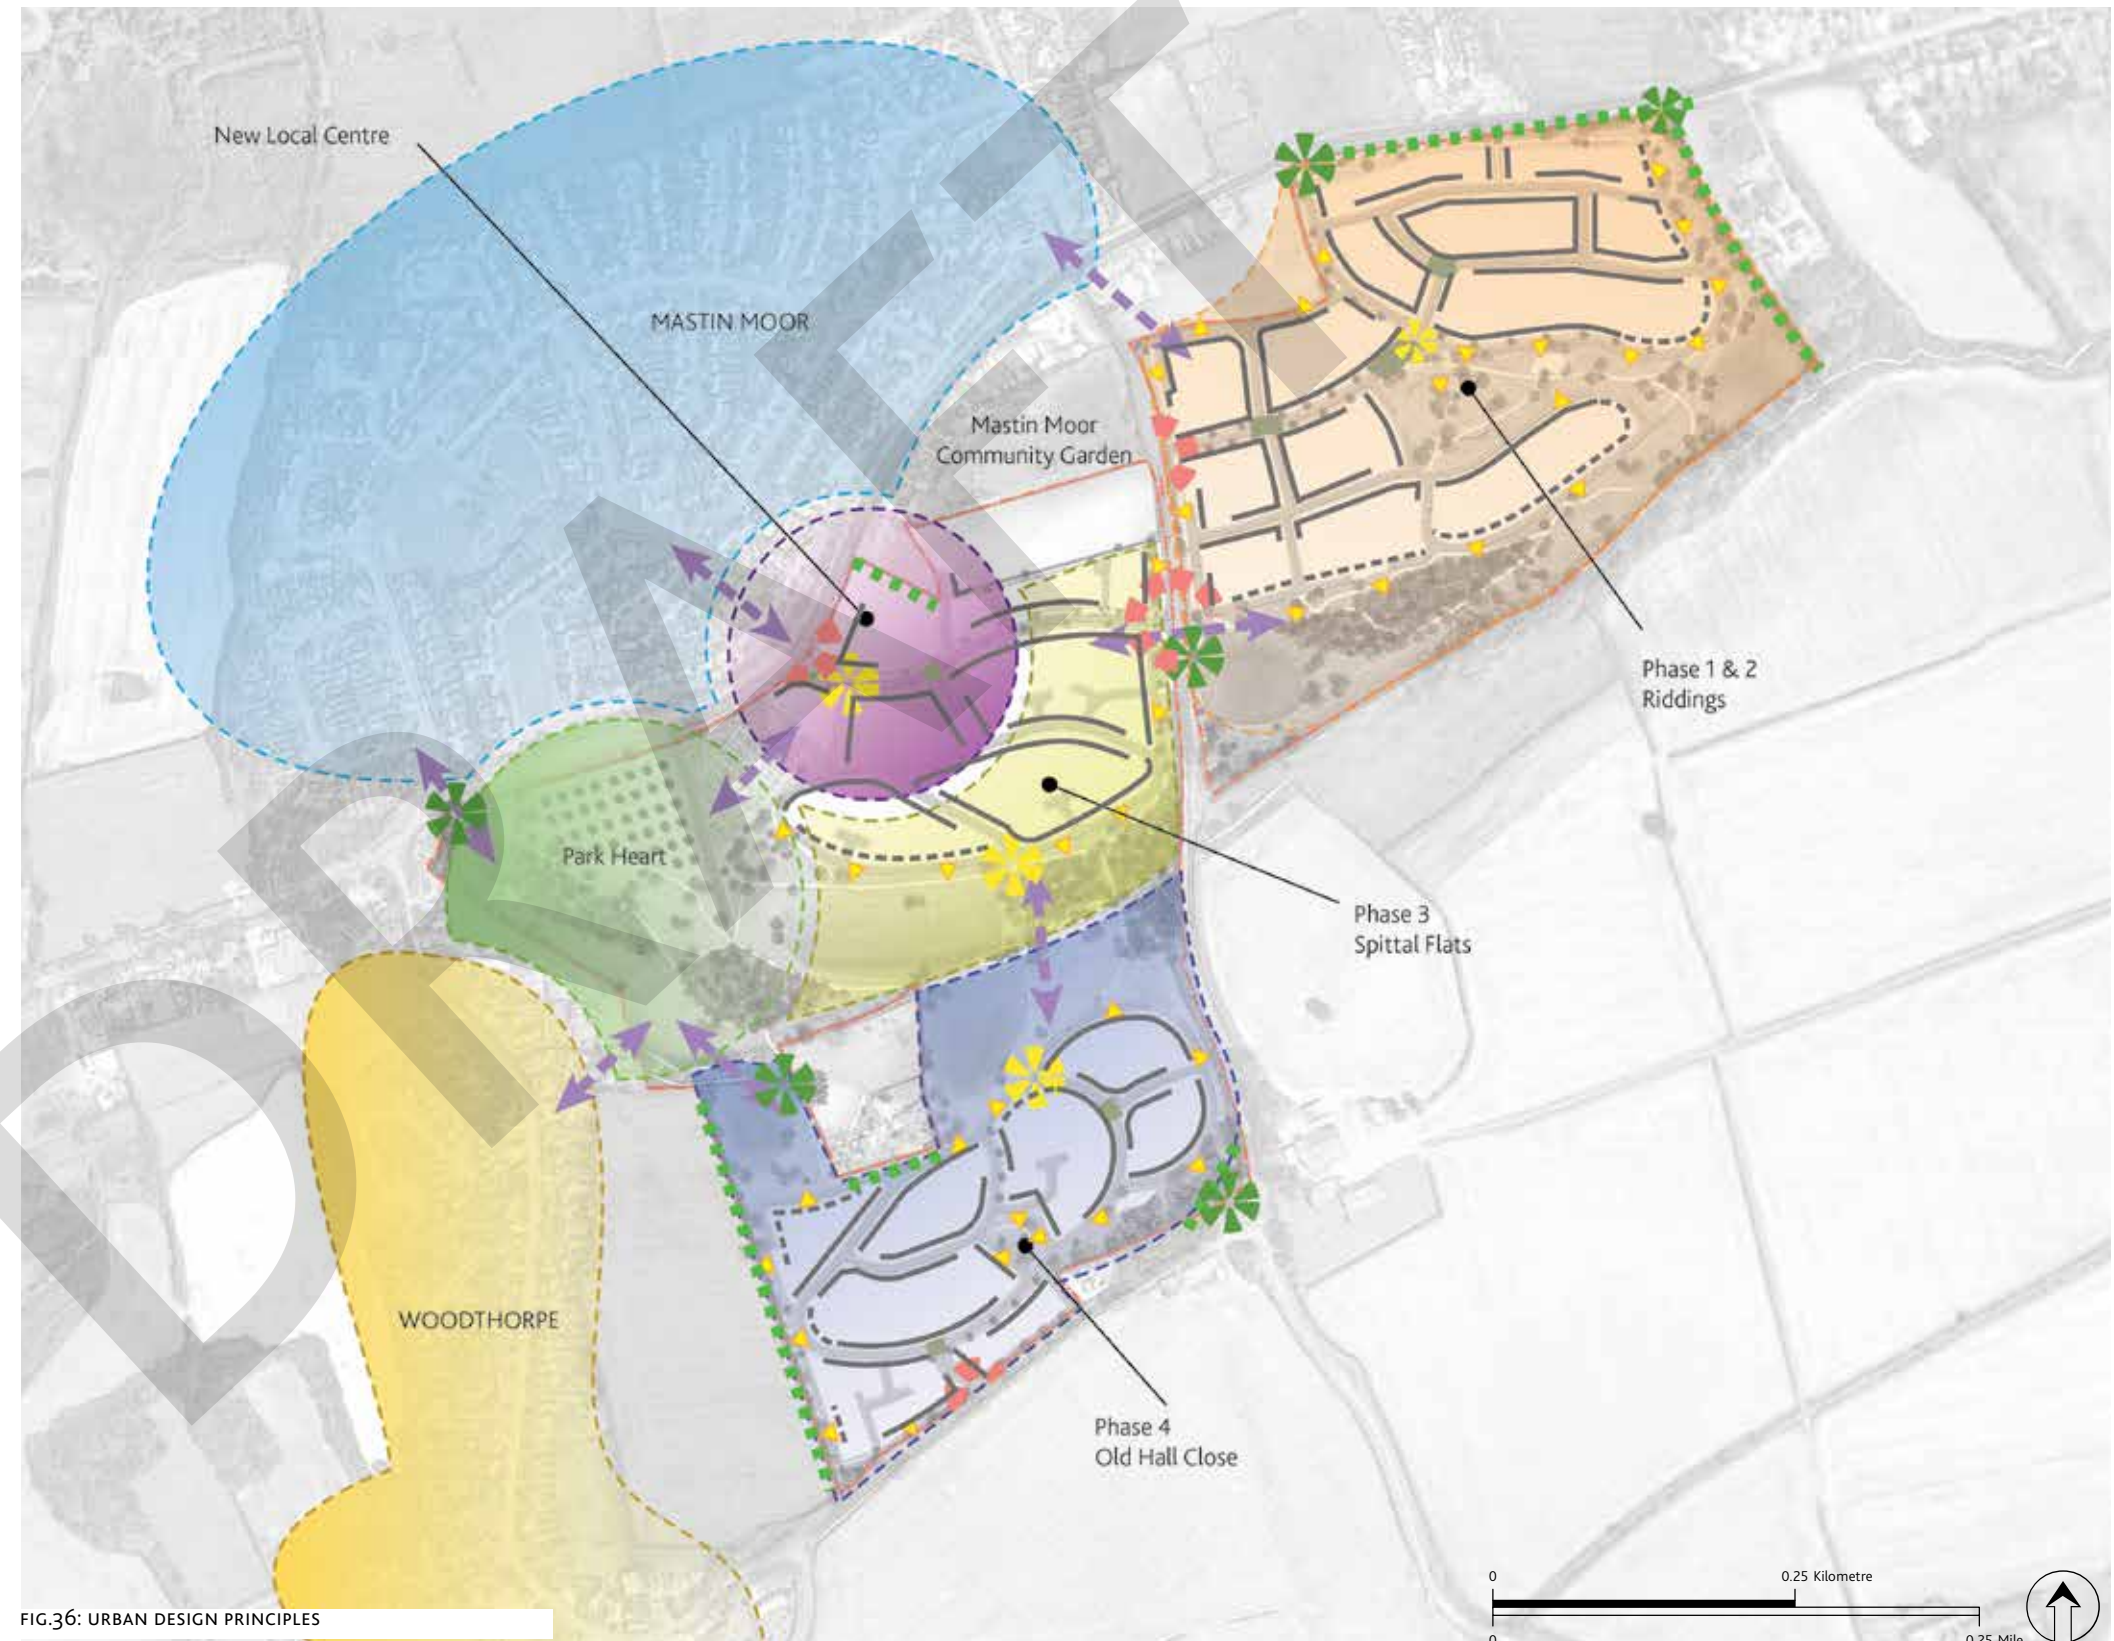 New Local Centre
MASTIN MOOR
Mastin Moor
Community Garden
Phase 1 & 2
Riddings
Park Heart
Phase 3
Spittal Flats
WOODTHORPE
Phase 4
Old Hall Close
0 0.25 Kilometre
0 0.25 Mile
FIG.36: URBAN DESIGN PRINCIPLES
DRAFT